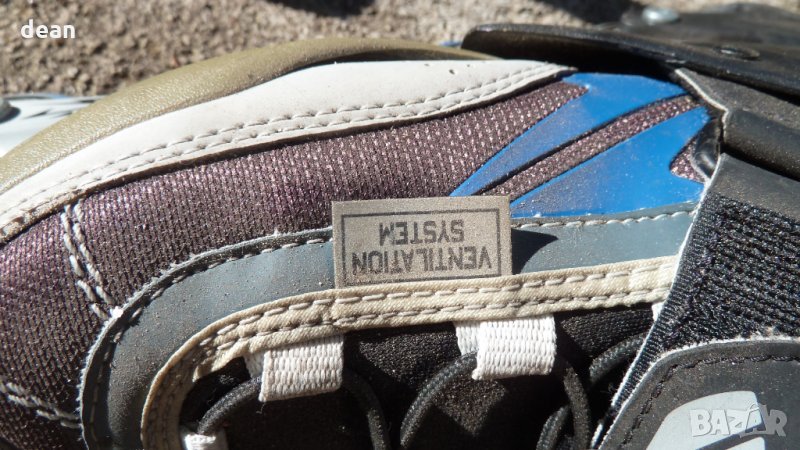 dean
VENTILATION
SYSTEM
BAZAR